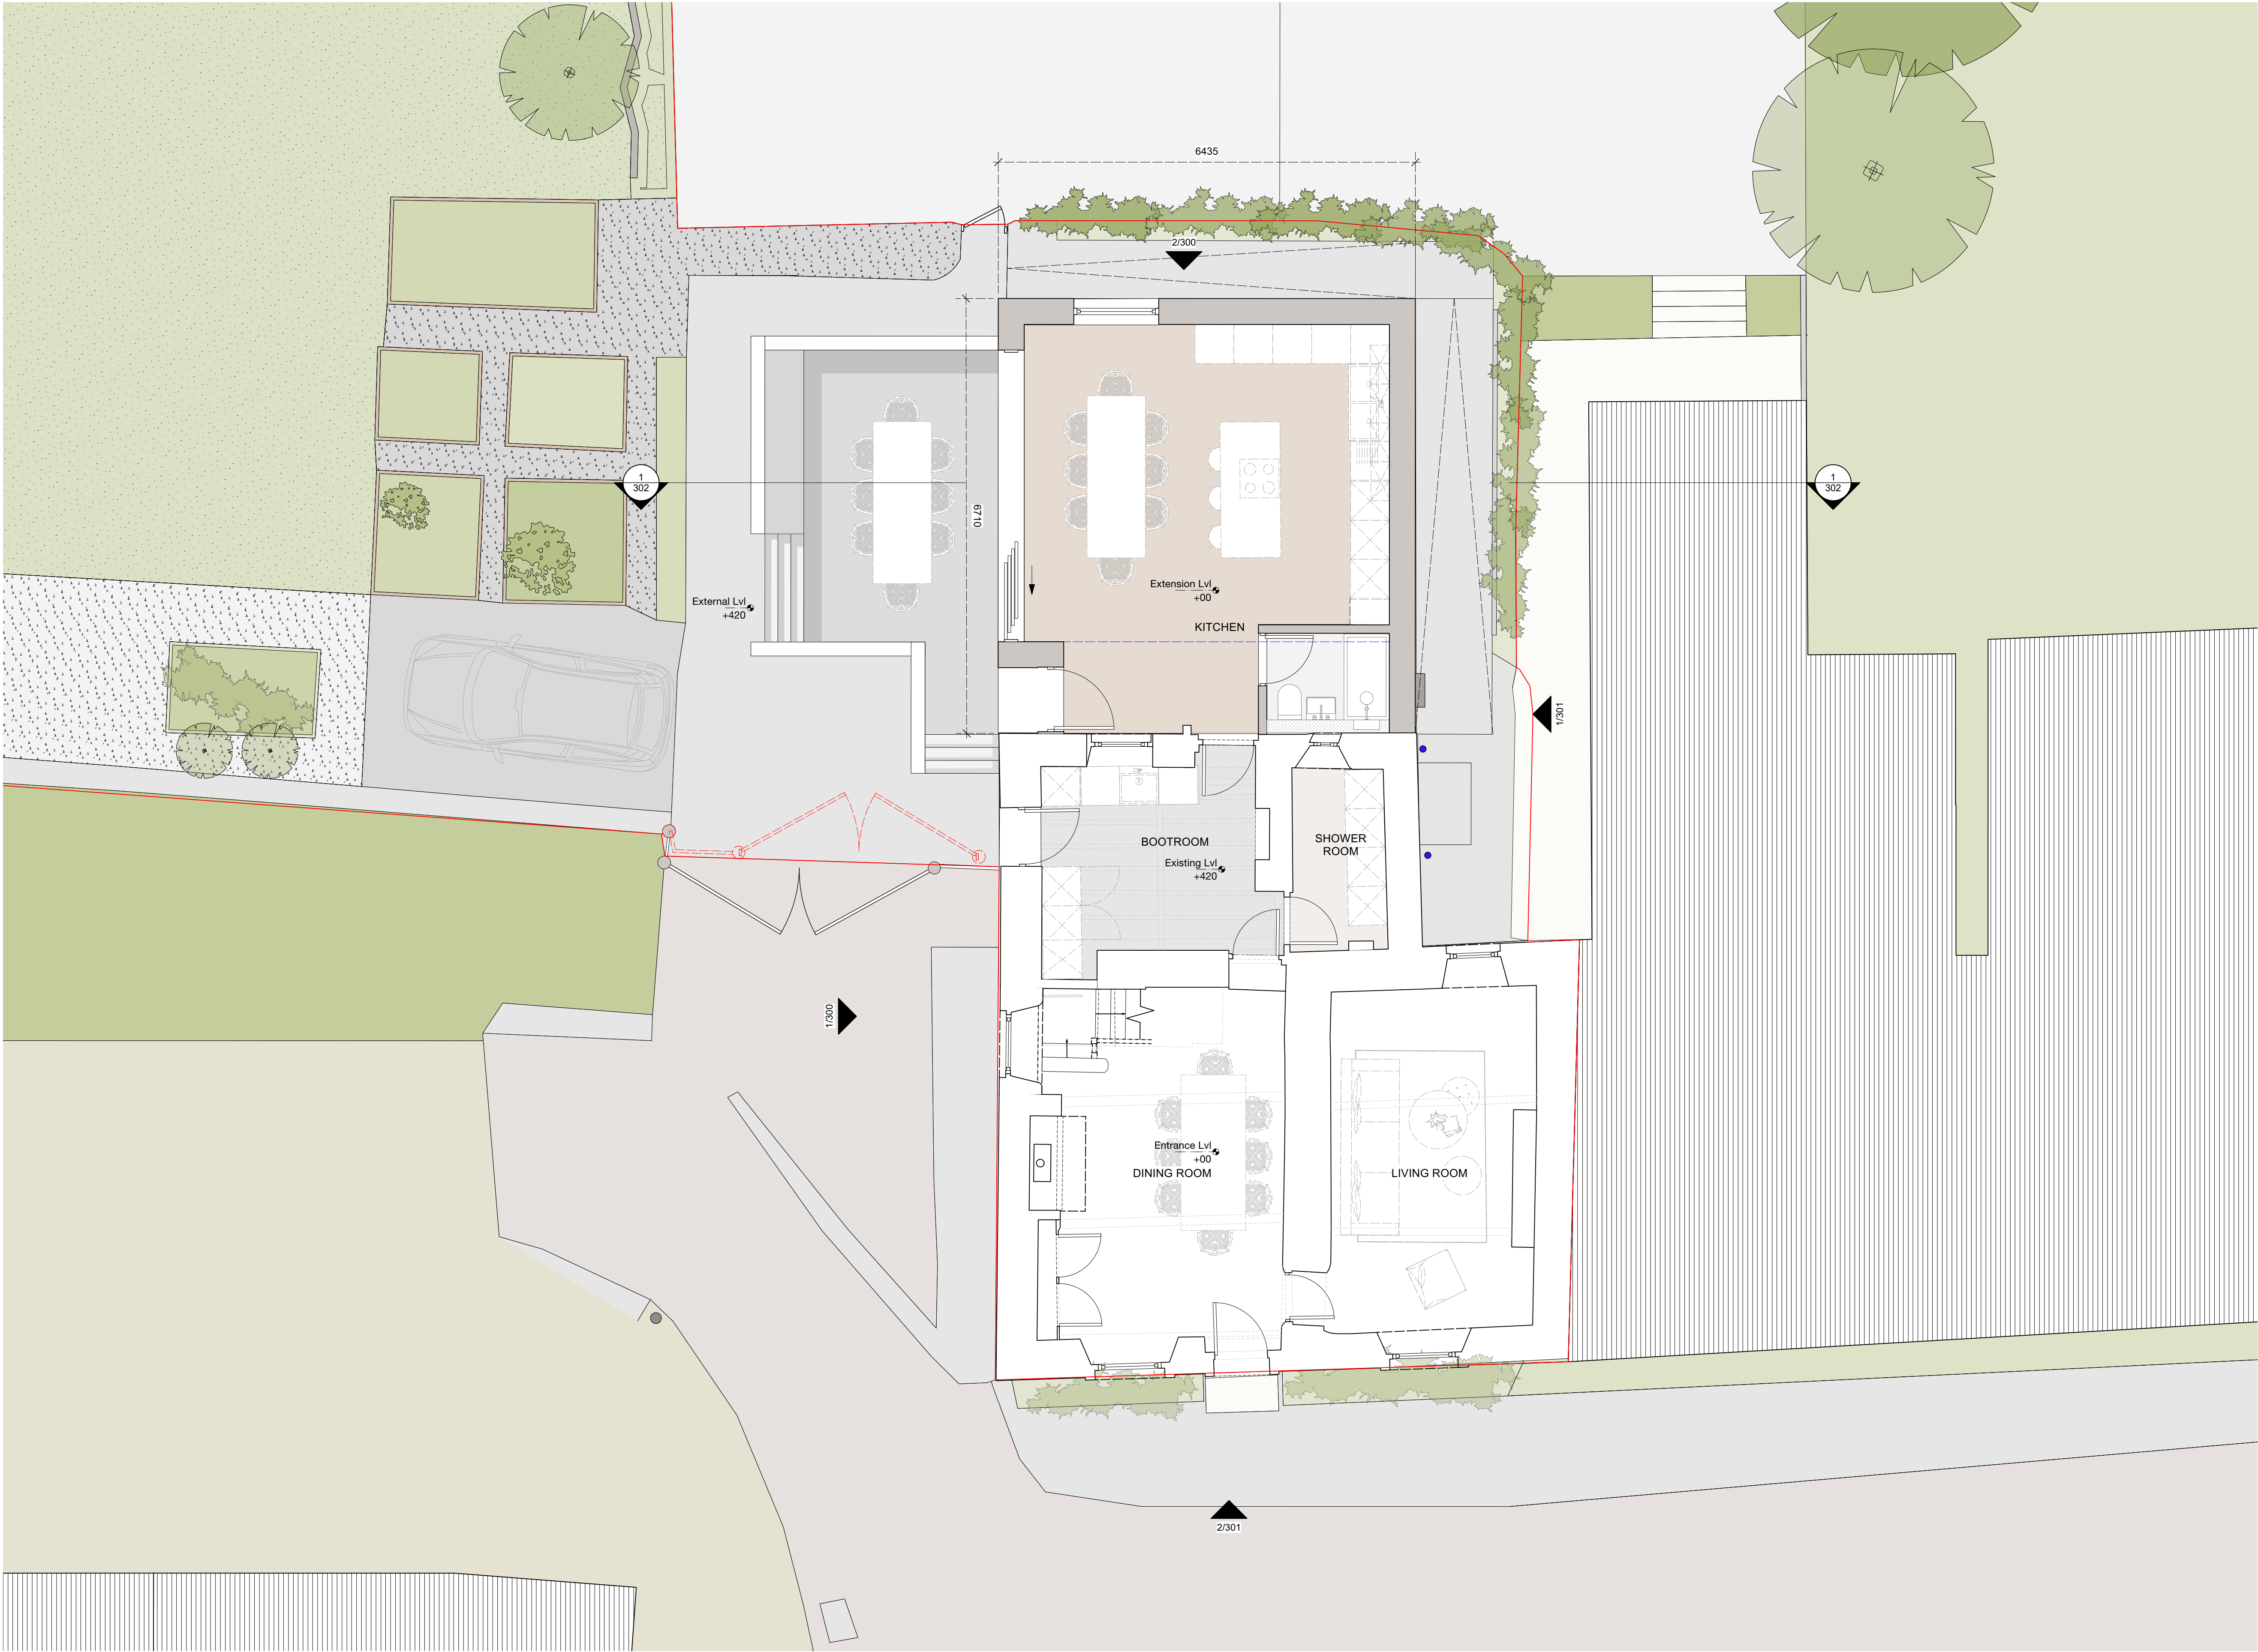 6435
2/300
1
302
1
302
6710
Extension Lvl
+00
External Lvl
+420
KITCHEN
1/301
BOOTROOM
SHOWER
ROOM
Existing Lvl
+420
1/300
Entrance Lvl
+00
DINING ROOM
LIVING ROOM
2/301